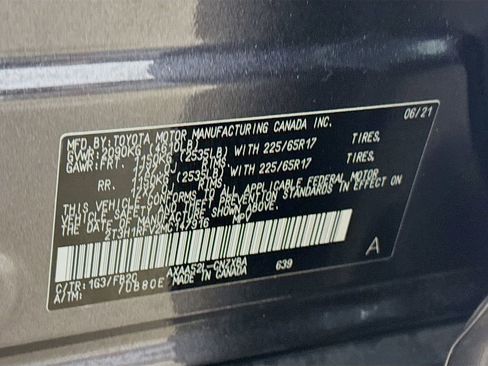 MFD. BY: TOYOTA MOTOR MANUFACTURING CANADA INC. 06/21
GVWR: 2090KG ( 4610LB)
GAWR: FRT. 1150KG (2535LB) WITH 225/65R17 TIRES,
RIMS
RR. 1150KG (2535LB) WITH 225/65R17 TIRES,
RIMS
THIS VEHICLE CONFORMS TO ALL APPLICABLE FEDERAL MOTOR
VEHICLE SAFETY AND THEFT PREVENTION STANDARDS IN EFFECT ON
THE DATE OF MANUFACTURE SHOWN ABOVE.
MPV
C/TR: 1G3/FB20 AXAA52L-CNZXBA 639 A
A/TM: MADE IN CANADA